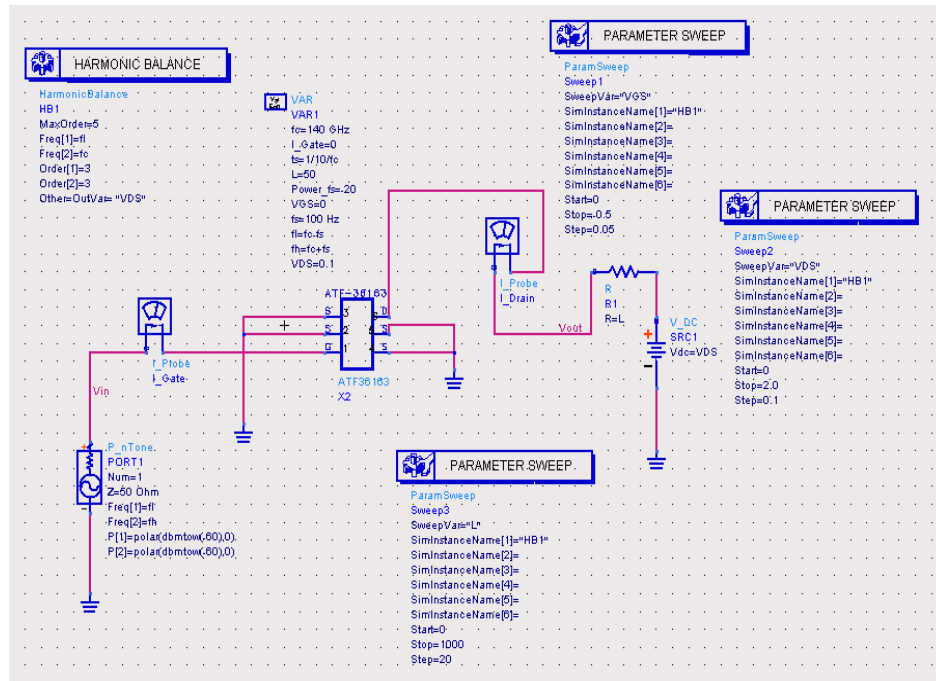 HARMONIC BALANCE
HarmonicBalance
HB1
MaxOrder=5
Freq[1]=fl
Freq[2]=fc
Order[1]=3
Order[2]=3
Other=OutVar= "VDS"
VAR
VAR1
fc=140 GHz
I_Gate=0
ts=1/10/fc
L=50
Power_fs=-20
VGS=0
fs=100 Hz
fl=fc-fs
fh=fc+fs
VDS=0.1
PARAMETER SWEEP
ParamSweep
Sweep1
SweepVar="VGS"
SimInstanceName[1]="HB1"
SimInstanceName[2]=
SimInstanceName[3]=
SimInstanceName[4]=
SimInstanceName[5]=
SimInstanceName[6]=
Start=0
Stop=-0.5
Step=0.05
PARAMETER SWEEP
ParamSweep
Sweep2
SweepVar="VDS"
SimInstanceName[1]="HB1"
SimInstanceName[2]=
SimInstanceName[3]=
SimInstanceName[4]=
SimInstanceName[5]=
SimInstanceName[6]=
Start=0
Stop=2.0
Step=0.1
I_Probe
I_Drain
R
R1
R=L
Vout
V_DC
SRC1
Vdc=VDS
ATF-36163
S 3 D
S 2 S
G 1 S
ATF36163
X2
I_Probe
I_Gate
Vin
P_nTone
PORT1
Num=1
Z=50 Ohm
Freq[1]=fl
Freq[2]=fh
P[1]=polar(dbmtow(-60),0)
P[2]=polar(dbmtow(-60),0)
PARAMETER SWEEP
ParamSweep
Sweep3
SweepVar="L"
SimInstanceName[1]="HB1"
SimInstanceName[2]=
SimInstanceName[3]=
SimInstanceName[4]=
SimInstanceName[5]=
SimInstanceName[6]=
Start=0
Stop=1000
Step=20